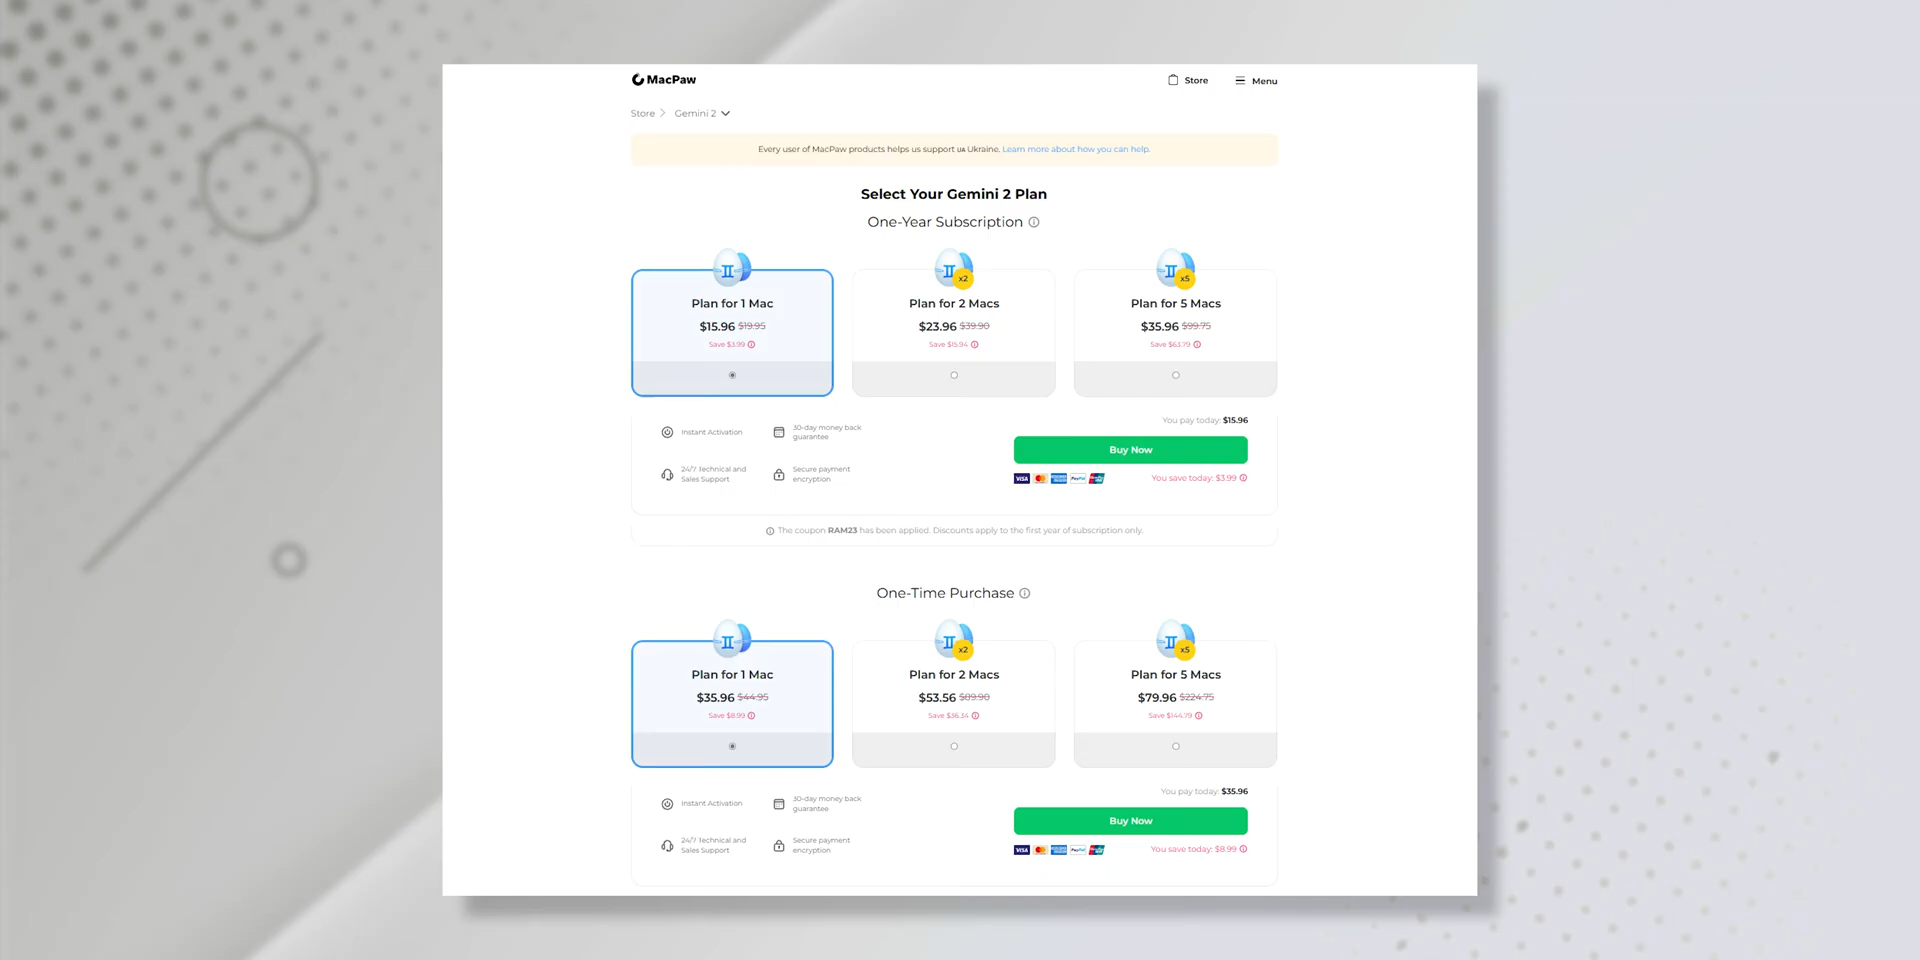 MacPaw
Store
Menu
Store
Gemini 2
Every user of MacPaw products helps us support UA Ukraine. Learn more about how you can help.
Select Your Gemini 2 Plan
One-Year Subscription
x2
x5
Plan for 1 Mac
$15.96 $19.95
Save $3.99
Plan for 2 Macs
$23.96 $39.90
Save $15.94
Plan for 5 Macs
$35.96 $99.75
Save $63.79
Instant Activation
30-day money back
guarantee
24/7 Technical and
Sales Support
Secure payment
encryption
You pay today: $15.96
Buy Now
VISA
PayPal
You save today: $3.99
The coupon RAM23 has been applied. Discounts apply to the first year of subscription only.
One-Time Purchase
x2
x5
Plan for 1 Mac
$35.96 $44.95
Save $8.99
Plan for 2 Macs
$53.56 $89.90
Save $36.34
Plan for 5 Macs
$79.96 $224.75
Save $144.79
Instant Activation
30-day money back
guarantee
24/7 Technical and
Sales Support
Secure payment
encryption
You pay today: $35.96
Buy Now
VISA
PayPal
You save today: $8.99